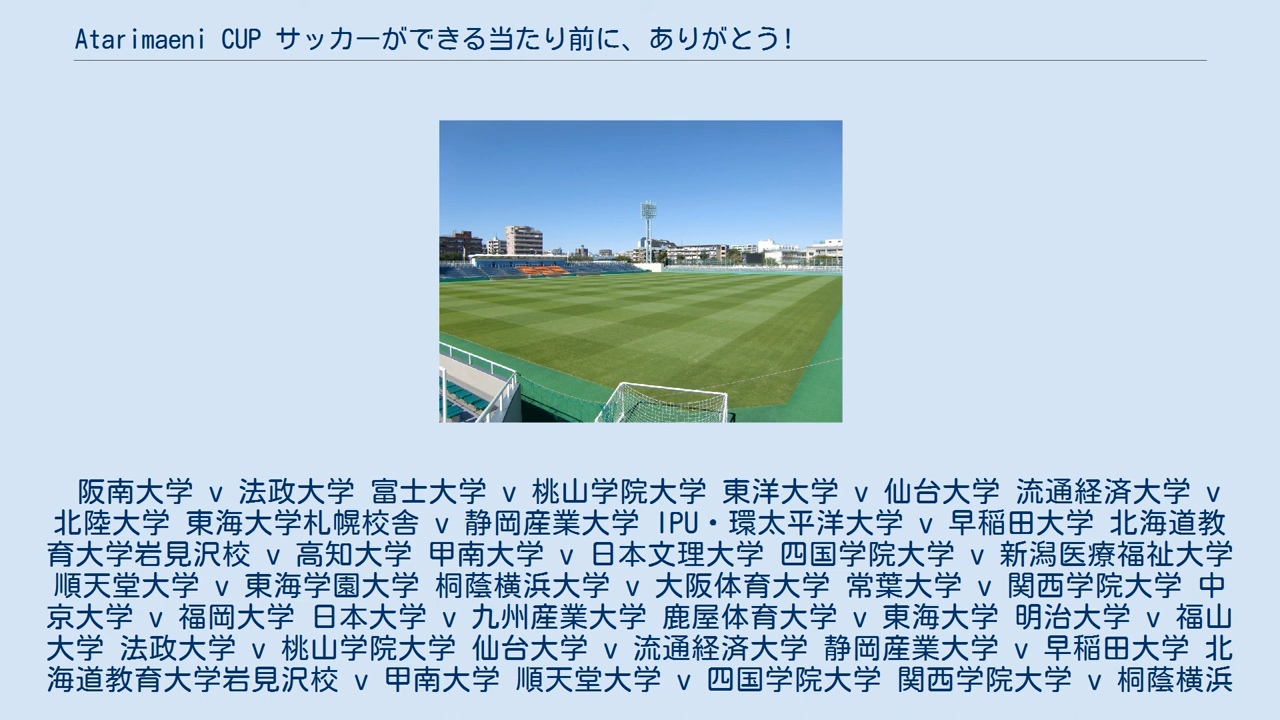 Atarimaeni CUP サッカーができる当たり前に、ありがとう!
阪南大学 v 法政大学 富士大学 v 桃山学院大学 東洋大学 v 仙台大学 流通経済大学 v
北陸大学 東海大学札幌校舎 v 静岡産業大学 IPU・環太平洋大学 v 早稲田大学 北海道教
育大学岩見沢校 v 高知大学 甲南大学 v 日本文理大学 四国学院大学 v 新潟医療福祉大学
順天堂大学 v 東海学園大学 桐蔭横浜大学 v 大阪体育大学 常葉大学 v 関西学院大学 中
京大学 v 福岡大学 日本大学 v 九州産業大学 鹿屋体育大学 v 東海大学 明治大学 v 福山
大学 法政大学 v 桃山学院大学 仙台大学 v 流通経済大学 静岡産業大学 v 早稲田大学 北
海道教育大学岩見沢校 v 甲南大学 順天堂大学 v 四国学院大学 関西学院大学 v 桐蔭横浜